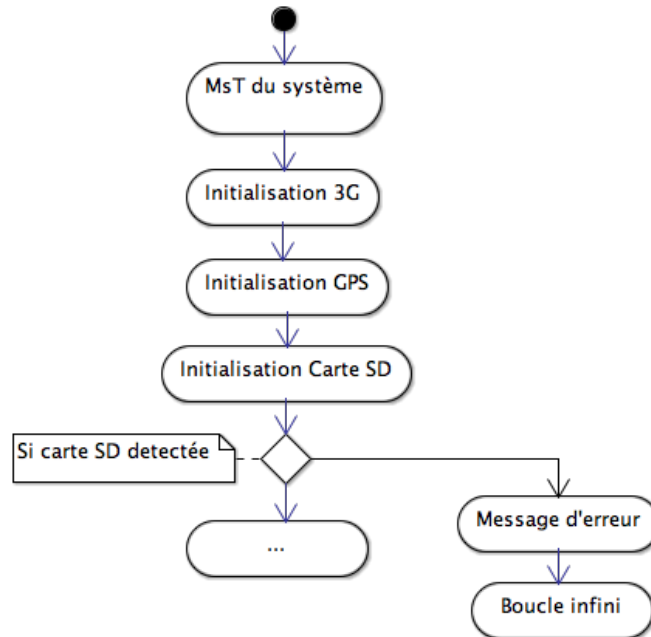 MsT du système
Initialisation 3G
Initialisation GPS
Initialisation Carte SD
Si carte SD detectée
...
Message d'erreur
Boucle infini